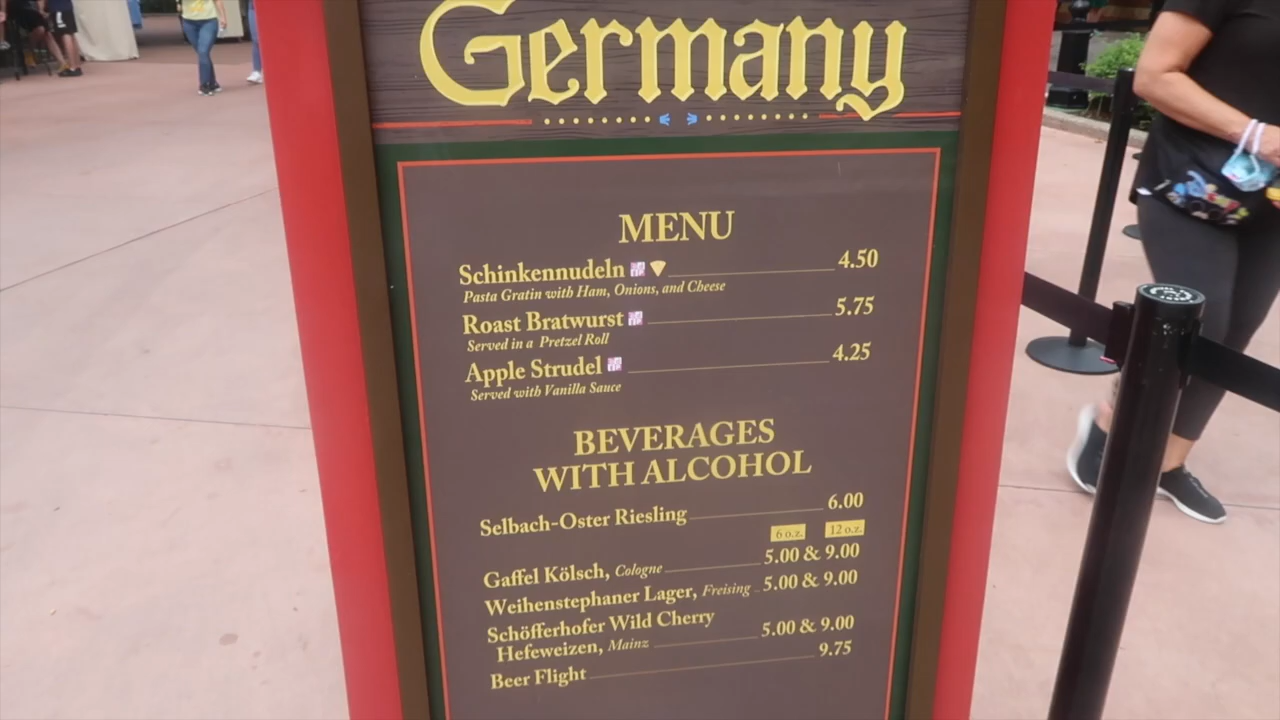 Germany
MENU
Schinkennudeln 4.50
Pasta Gratin with Ham, Onions, and Cheese
Roast Bratwurst 5.75
Served in a Pretzel Roll
Apple Strudel 4.25
Served with Vanilla Sauce
BEVERAGES
WITH ALCOHOL
Selbach-Oster Riesling 6.00
6 o.z. 12 o.z.
Gaffel Kölsch, Cologne 5.00 & 9.00
Weihenstephaner Lager, Freising 5.00 & 9.00
Schöfferhofer Wild Cherry
Hefeweizen, Mainz 5.00 & 9.00
Beer Flight 9.75